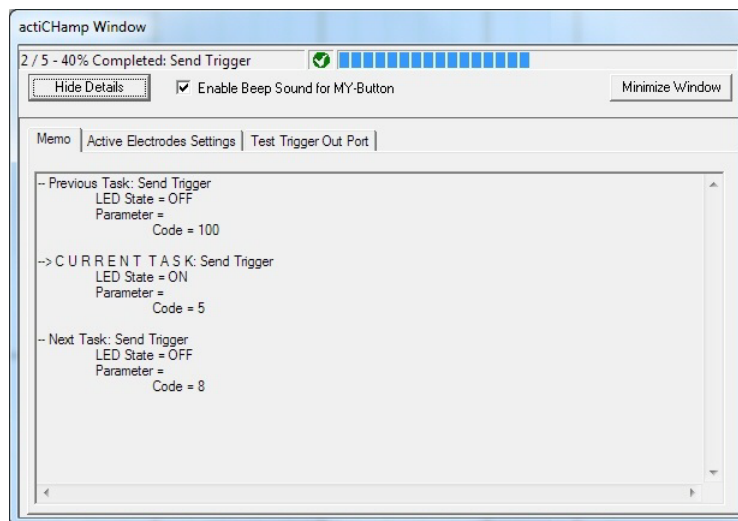 actiCHamp Window
2 / 5 - 40% Completed: Send Trigger
Hide Details Enable Beep Sound for MY-Button Minimize Window
Memo Active Electrodes Settings Test Trigger Out Port
-- Previous Task: Send Trigger
LED State = OFF
Parameter =
Code = 100
--> C U R R E N T  T A S K: Send Trigger
LED State = ON
Parameter =
Code = 5
-- Next Task: Send Trigger
LED State = OFF
Parameter =
Code = 8